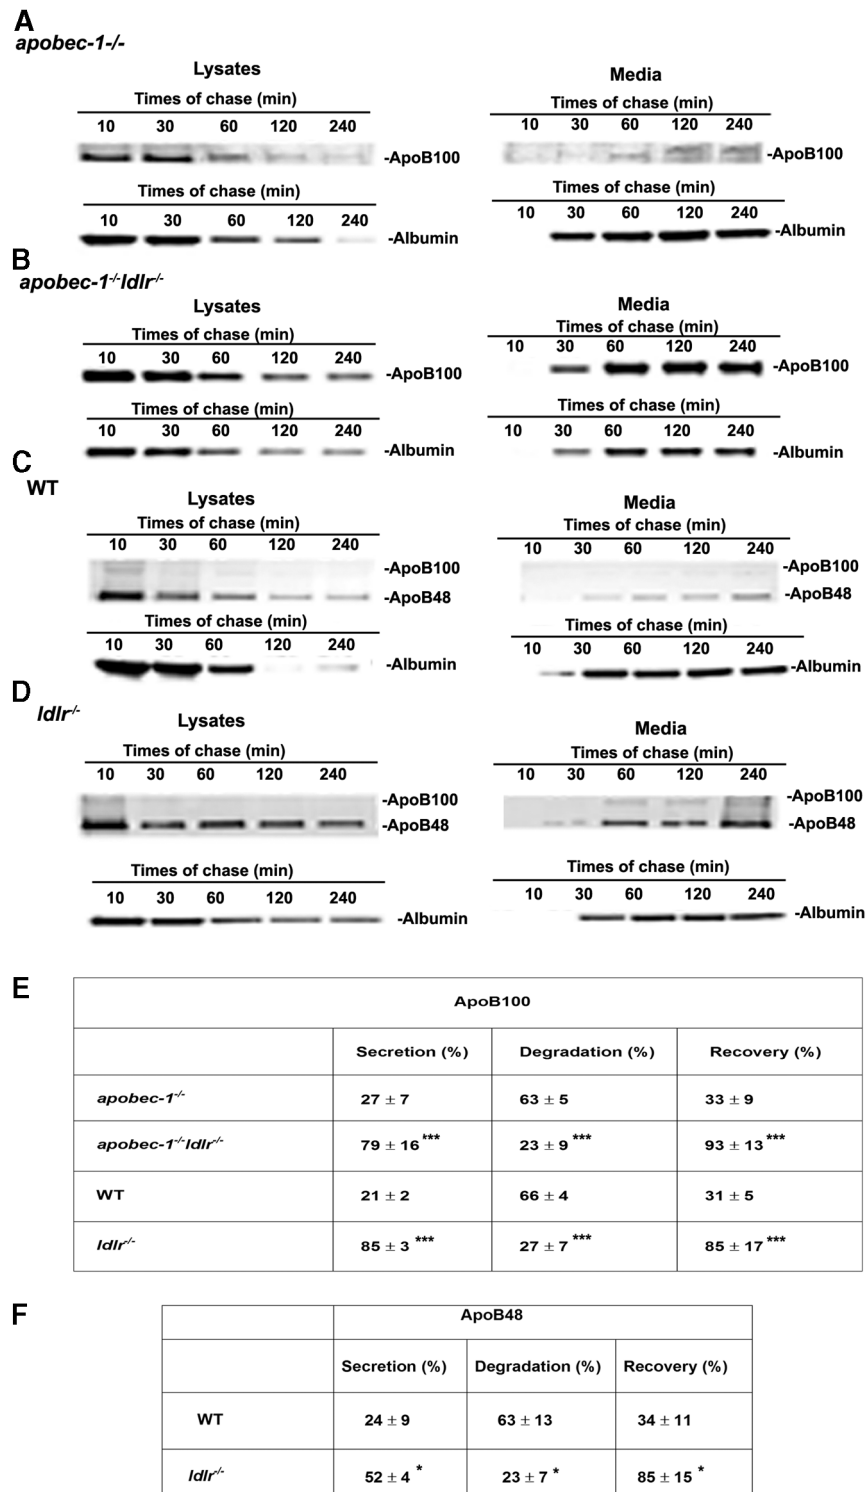 A
apobec-1-/-
Lysates
Media
Times of chase (min)
Times of chase (min)
10 30 60 120 240
10 30 60 120 240
-ApoB100
-ApoB100
Times of chase (min)
Times of chase (min)
10 30 60 120 240
10 30 60 120 240
-Albumin
-Albumin
B
apobec-1-/-ldlr-/-
Lysates
Media
Times of chase (min)
Times of chase (min)
10 30 60 120 240
10 30 60 120 240
-ApoB100
-ApoB100
Times of chase (min)
Times of chase (min)
10 30 60 120 240
10 30 60 120 240
-Albumin
-Albumin
C
WT
Lysates
Media
Times of chase (min)
Times of chase (min)
10 30 60 120 240
10 30 60 120 240
-ApoB100
-ApoB100
-ApoB48
-ApoB48
Times of chase (min)
Times of chase (min)
10 30 60 120 240
10 30 60 120 240
-Albumin
-Albumin
D
ldlr-/-
Lysates
Media
Times of chase (min)
Times of chase (min)
10 30 60 120 240
10 30 60 120 240
-ApoB100
-ApoB100
-ApoB48
-ApoB48
Times of chase (min)
Times of chase (min)
10 30 60 120 240
10 30 60 120 240
-Albumin
-Albumin
E
ApoB100
Secretion (%) Degradation (%) Recovery (%)
apobec-1-/- 27 ± 7 63 ± 5 33 ± 9
apobec-1-/-ldlr-/- 79 ± 16 *** 23 ± 9 *** 93 ± 13 ***
WT 21 ± 2 66 ± 4 31 ± 5
ldlr-/- 85 ± 3 *** 27 ± 7 *** 85 ± 17 ***
F
ApoB48
Secretion (%) Degradation (%) Recovery (%)
WT 24 ± 9 63 ± 13 34 ± 11
ldlr-/- 52 ± 4 * 23 ± 7 * 85 ± 15 *